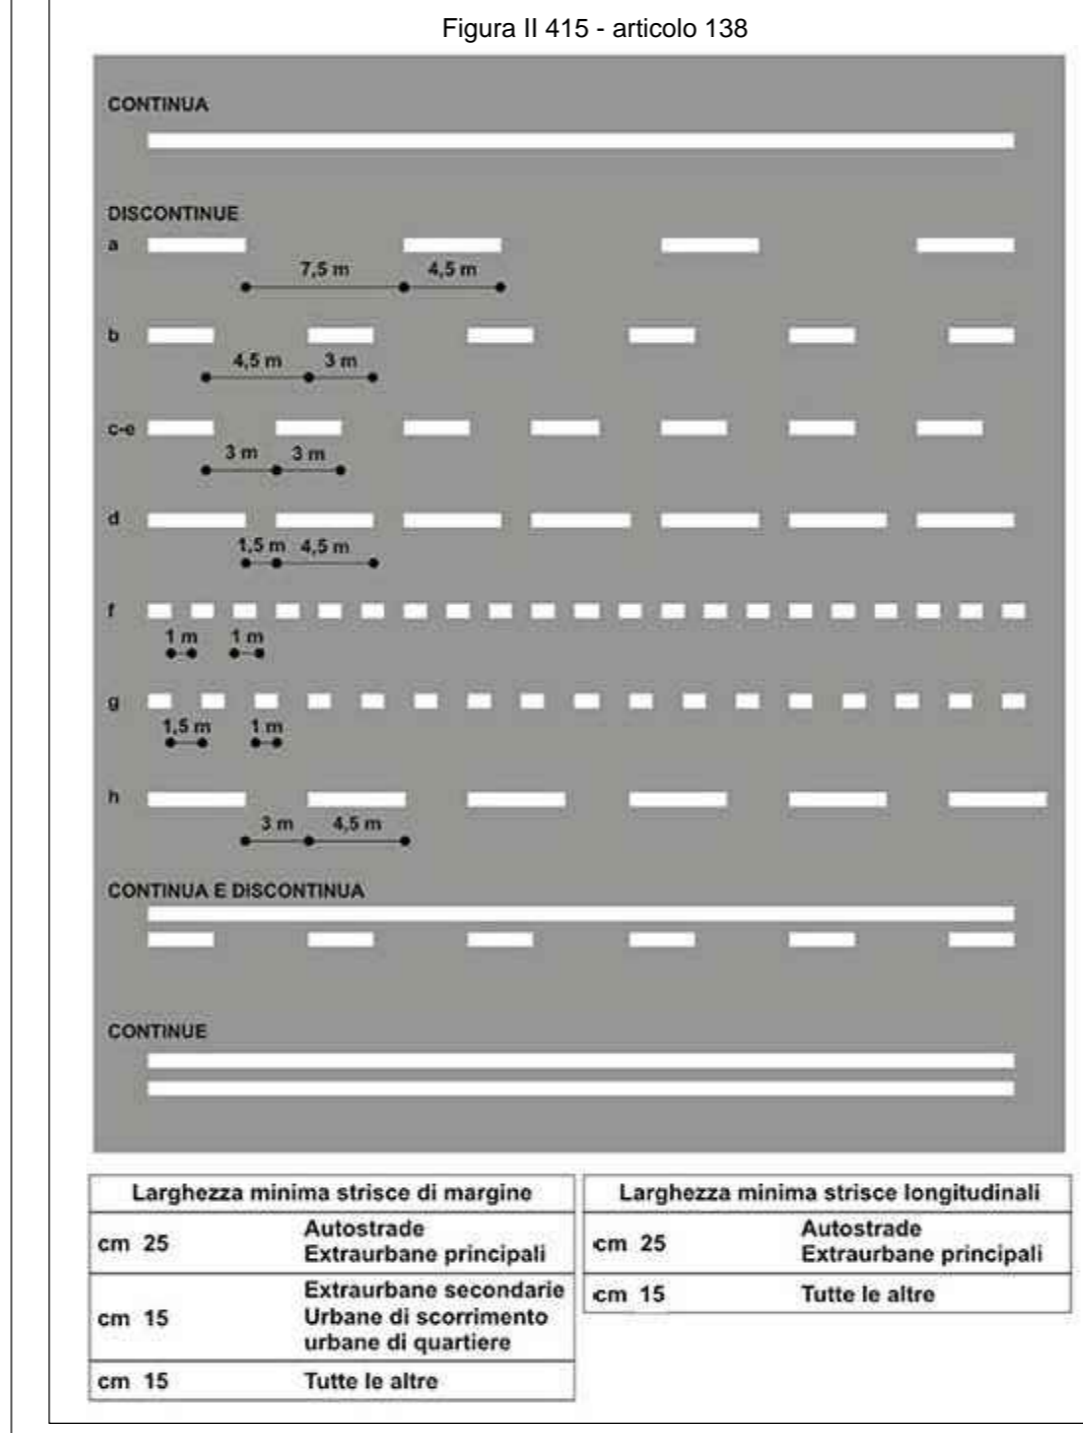 Figura II 415 - articolo 138
CONTINUA
DISCONTINUE
a
7,5 m 4,5 m
b
4,5 m 3 m
c-e
3 m 3 m
d
1,5 m 4,5 m
f
1 m 1 m
g
1,5 m 1 m
h
3 m 4,5 m
CONTINUA E DISCONTINUA
CONTINUE
Larghezza minima strisce di margine
cm 25 Autostrade
Extraurbane principali
cm 15 Extraurbane secondarie
Urbane di scorrimento
urbane di quartiere
cm 15 Tutte le altre
Larghezza minima strisce longitudinali
cm 25 Autostrade
Extraurbane principali
cm 15 Tutte le altre